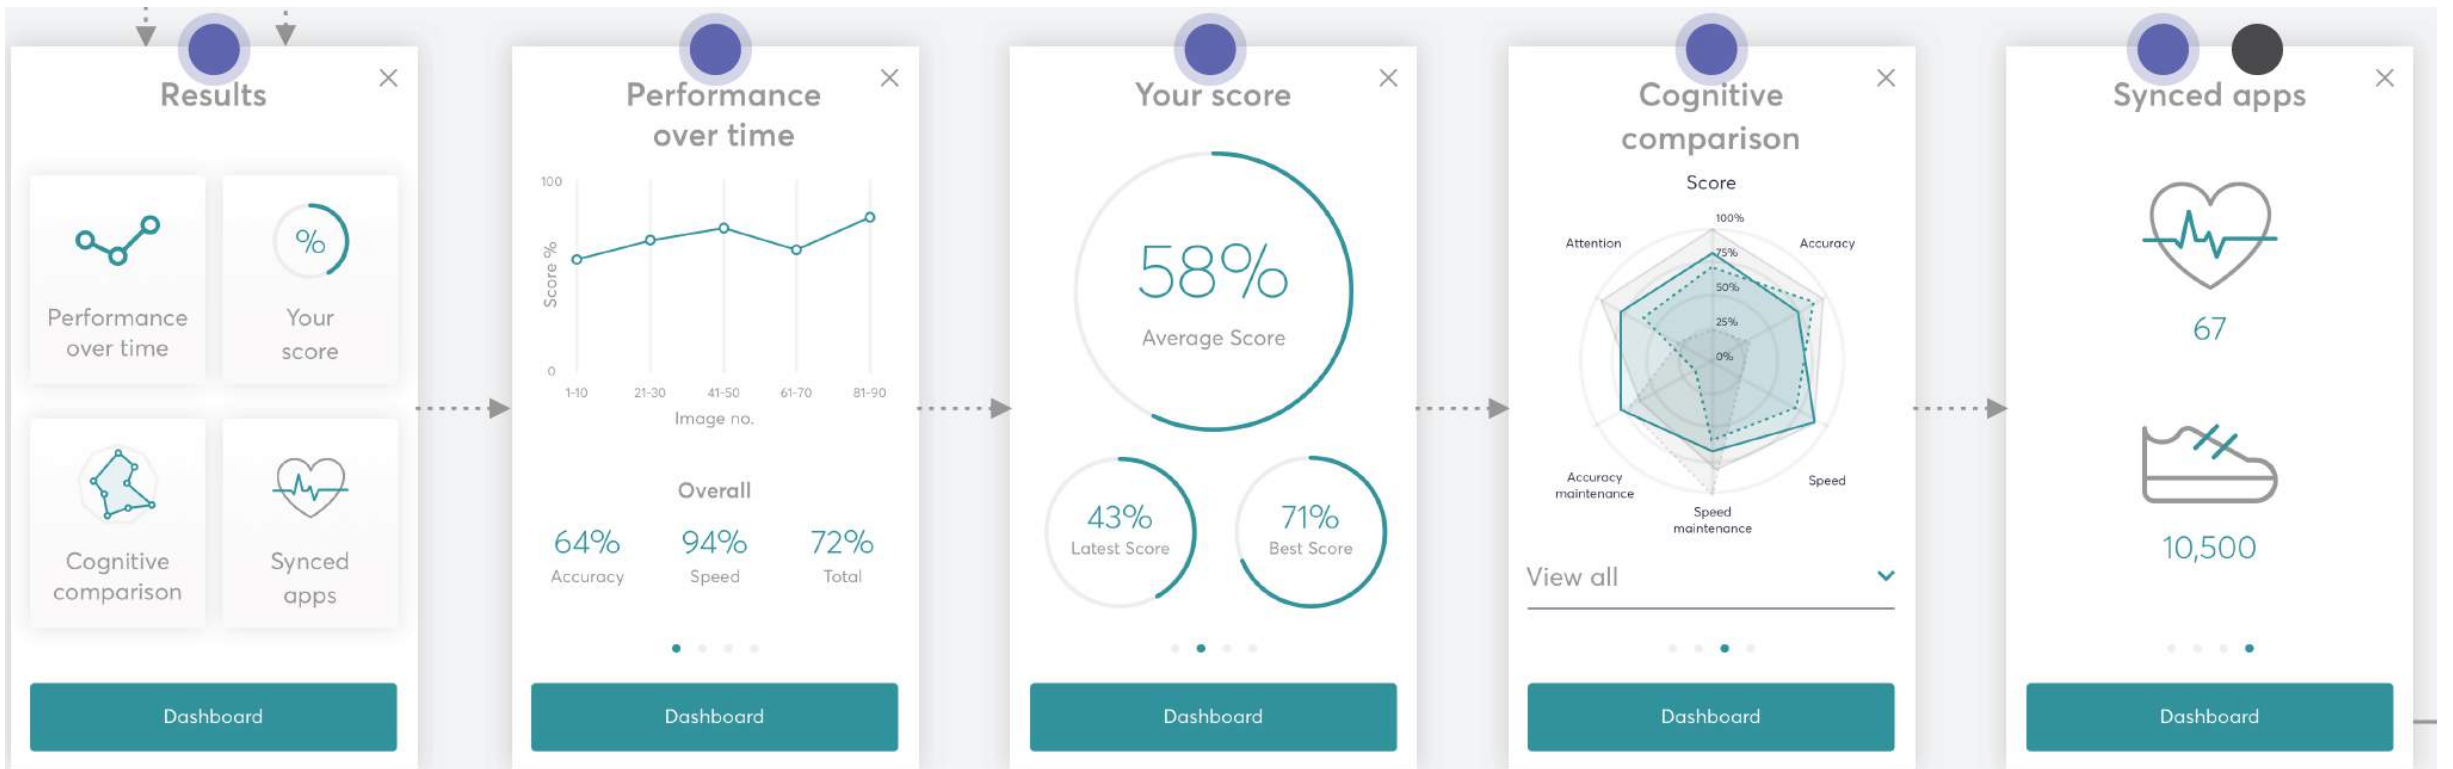 Results
Performance
over time
%
Your
score
Cognitive
comparison
Synced
apps
Dashboard
Performance
over time
100
Score %
0
1-10
21-30
41-50
61-70
81-90
Image no.
Overall
64%
94%
72%
Accuracy
Speed
Total
Dashboard
Your score
58%
Average Score
43%
Latest Score
71%
Best Score
Dashboard
Cognitive
comparison
Score
100%
Attention
Accuracy
75%
50%
25%
0%
Accuracy
maintenance
Speed
Speed
maintenance
View all
Dashboard
Synced apps
67
10,500
Dashboard